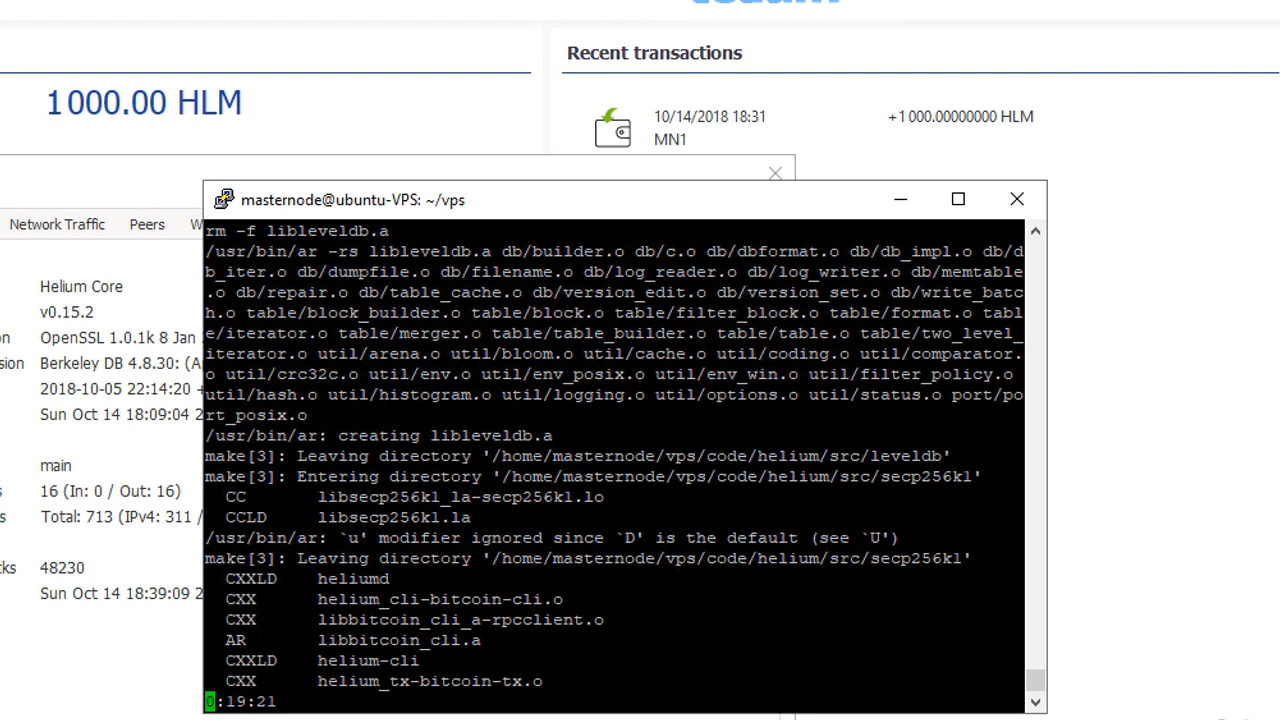 Recent transactions
1000.00 HLM
10/14/2018 18:31
+1000.00000000 HLM
MN1
masternode@ubuntu-VPS: ~/vps
Network Traffic
Peers
W
Helium Core
v0.15.2
on
OpenSSL 1.0.1k 8 Jan
sion
Berkeley DB 4.8.30: (A
2018-10-05 22:14:20 +
Sun Oct 14 18:09:04 2
main
s
16 (In: 0 / Out: 16)
s
Total: 713 (IPv4: 311 /
cks
48230
Sun Oct 14 18:39:09 2
rm -f libleveldb.a
/usr/bin/ar -rs libleveldb.a db/builder.o db/c.o db/dbformat.o db/db_impl.o db/d
b_iter.o db/dumpfile.o db/filename.o db/log_reader.o db/log_writer.o db/memtable
.o db/repair.o db/table_cache.o db/version_edit.o db/version_set.o db/write_batc
h.o table/block_builder.o table/block.o table/filter_block.o table/format.o tabl
e/iterator.o table/merger.o table/table_builder.o table/table.o table/two_level_
iterator.o util/arena.o util/bloom.o util/cache.o util/coding.o util/comparator.
o util/crc32c.o util/env.o util/env_posix.o util/env_win.o util/filter_policy.o
util/hash.o util/histogram.o util/logging.o util/options.o util/status.o port/po
rt_posix.o
/usr/bin/ar: creating libleveldb.a
make[3]: Leaving directory '/home/masternode/vps/code/helium/src/leveldb'
make[3]: Entering directory '/home/masternode/vps/code/helium/src/secp256k1'
CC libsecp256k1_la-secp256k1.lo
CCLD libsecp256k1.la
/usr/bin/ar: `u' modifier ignored since `D' is the default (see `U')
make[3]: Leaving directory '/home/masternode/vps/code/helium/src/secp256k1'
CXXLD heliumd
CXX helium_cli-bitcoin-cli.o
CXX libbitcoin_cli_a-rpcclient.o
AR libbitcoin_cli.a
CXXLD helium-cli
CXX helium_tx-bitcoin-tx.o
0:19:21